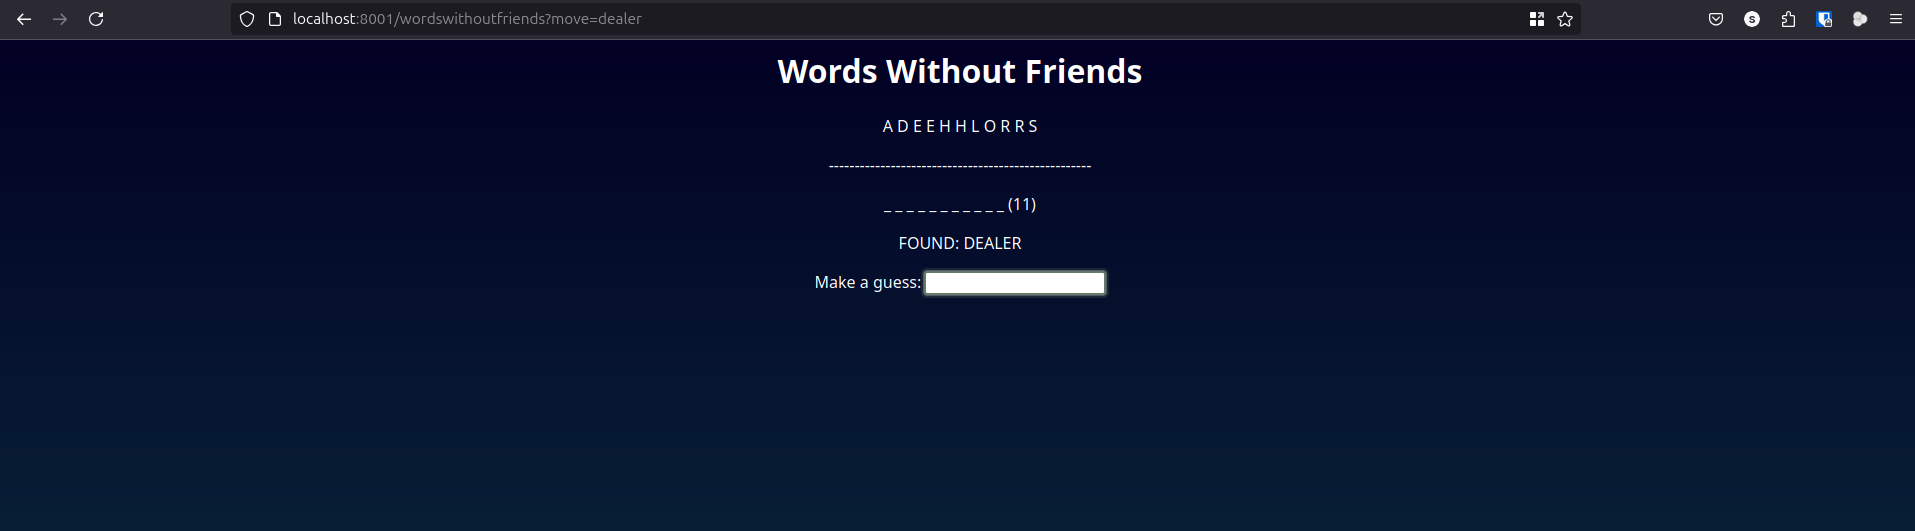 localhost:8001/wordswithoutfriends?move=dealer
S
Words Without Friends
A D E E H H L O R R S
--------------------------------------------------
_ _ _ _ _ _ _ _ _ _ _ (11)
FOUND: DEALER
Make a guess: